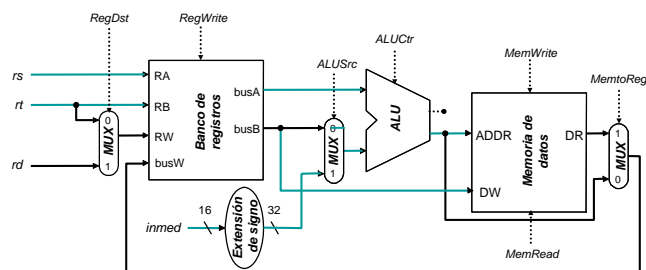 RegDst
RegWrite
ALUSrc
ALUCtr
MemWrite
MemtoReg
rs
rt
rd
0
MUX
1
RA
RB
RW
busW
Banco de
registros
busA
busB
0
MUX
1
ALU
ADDR
DW
Memoria de
datos
DR
1
MUX
0
inmed
16
Extensión
de signo
32
MemRead